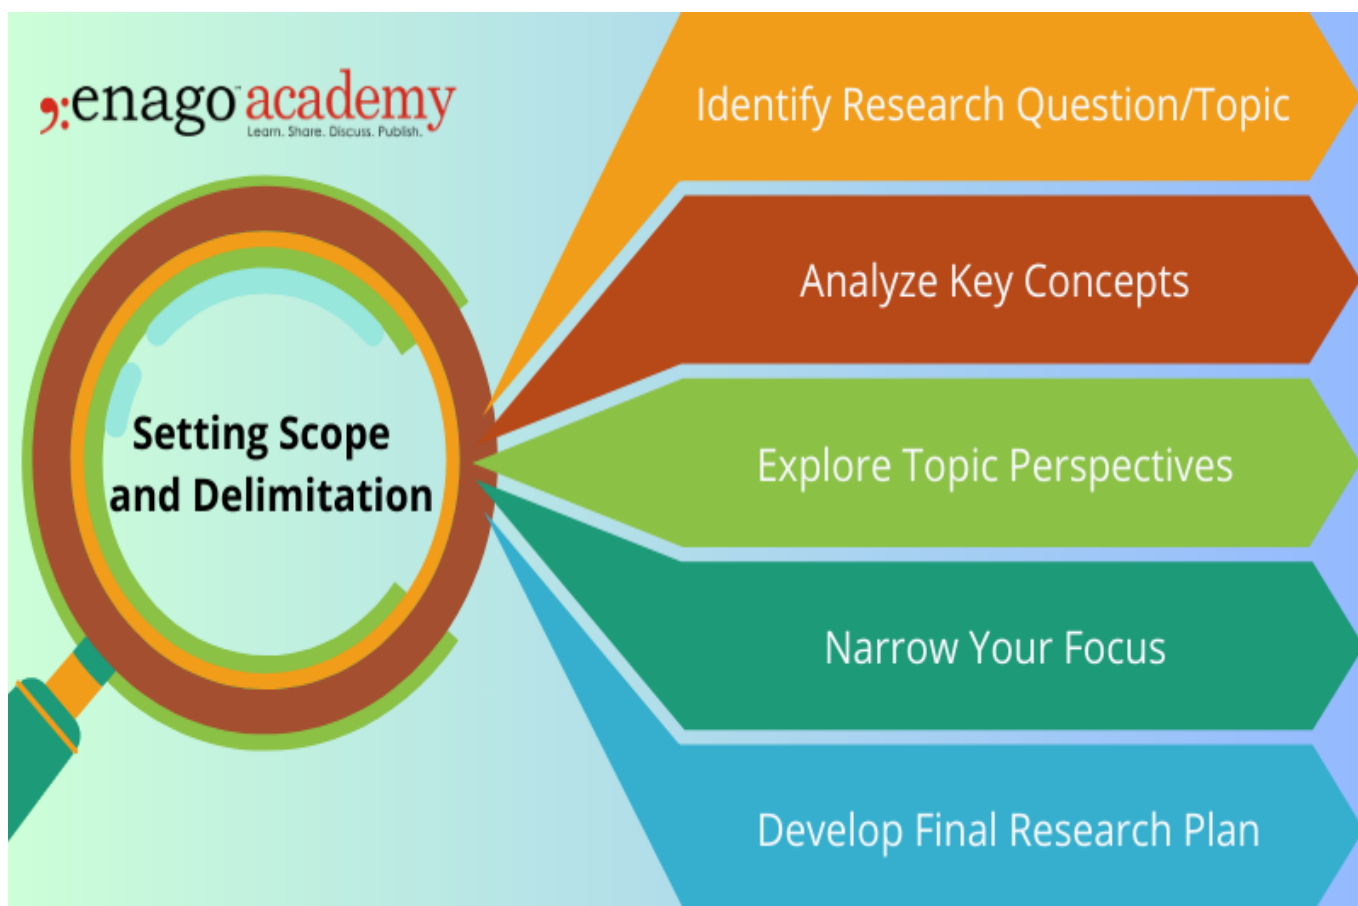 enago academy
Learn. Share. Discuss. Publish.
Setting Scope
and Delimitation
Identify Research Question/Topic
Analyze Key Concepts
Explore Topic Perspectives
Narrow Your Focus
Develop Final Research Plan